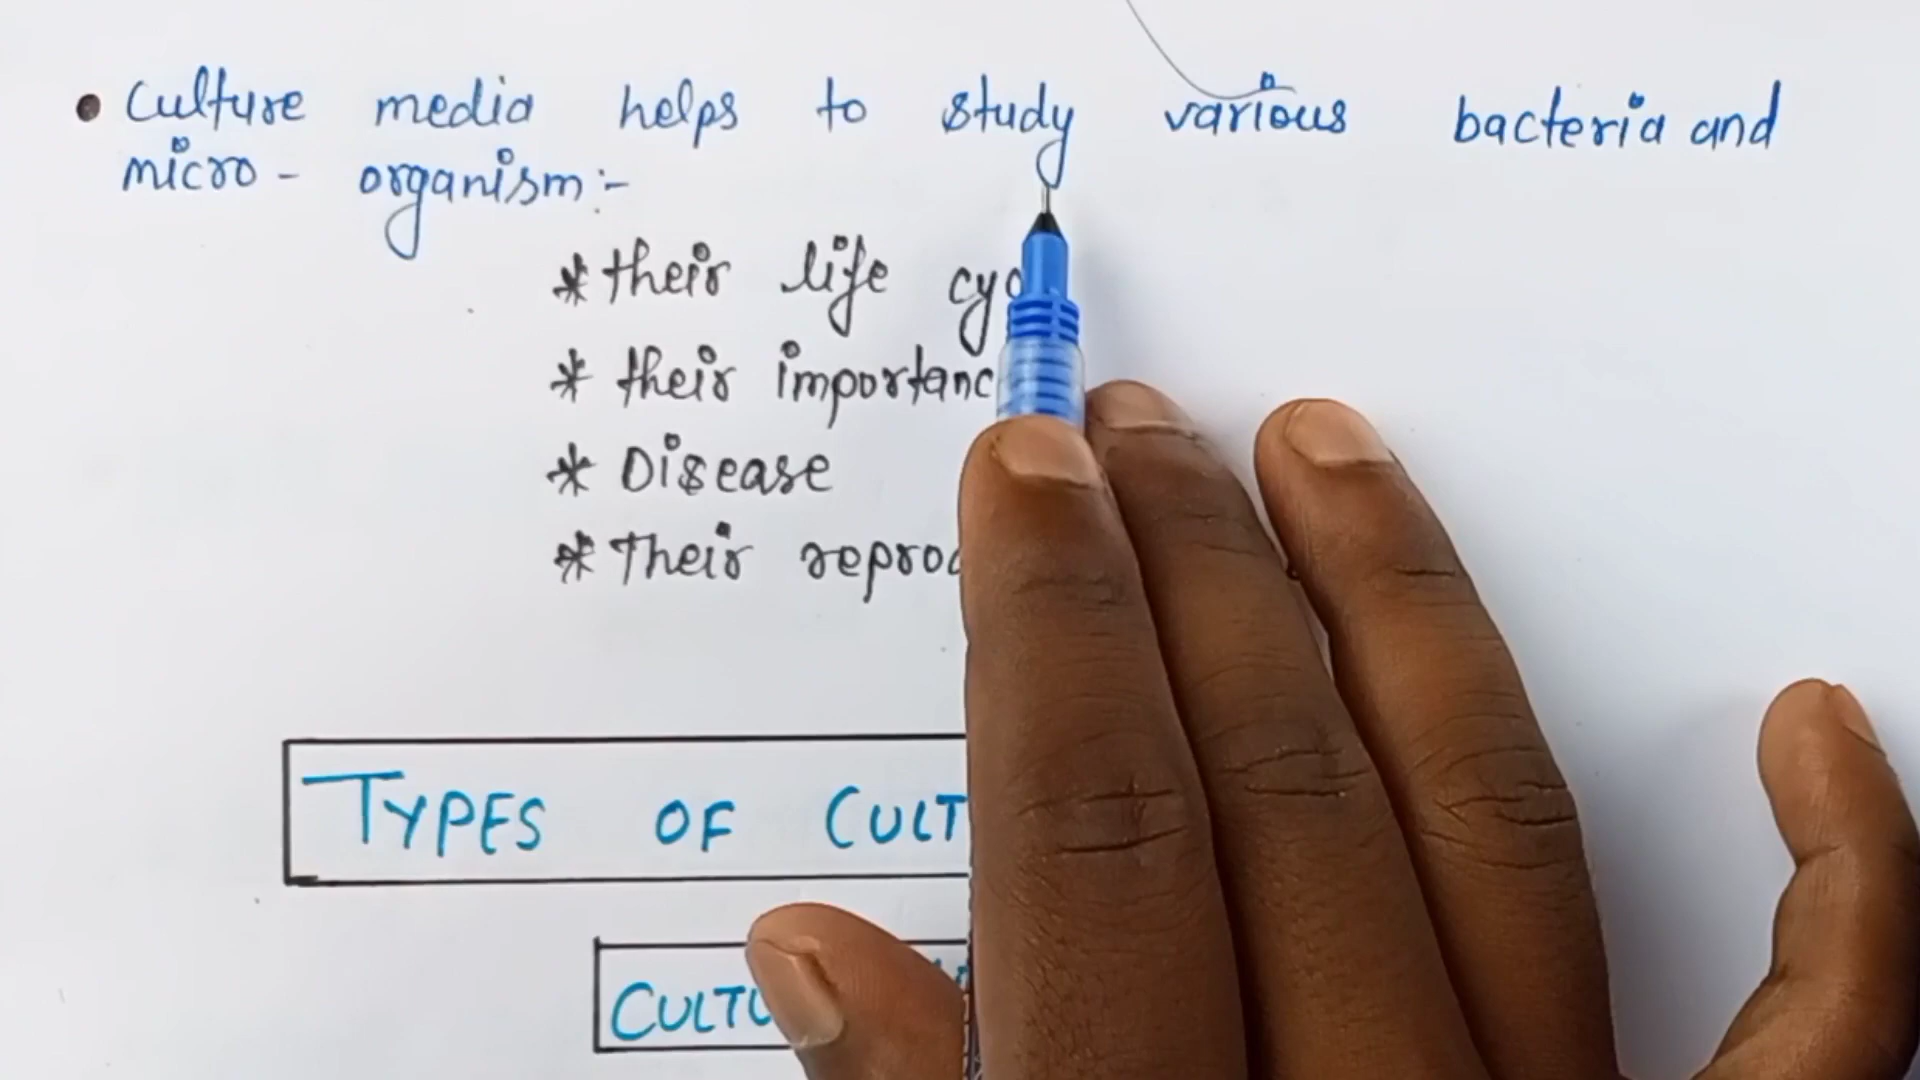 • Culture media helps to study various bacteria and
micro- organism:-
* their life
* their
* Disease
* Their
TYPES OF